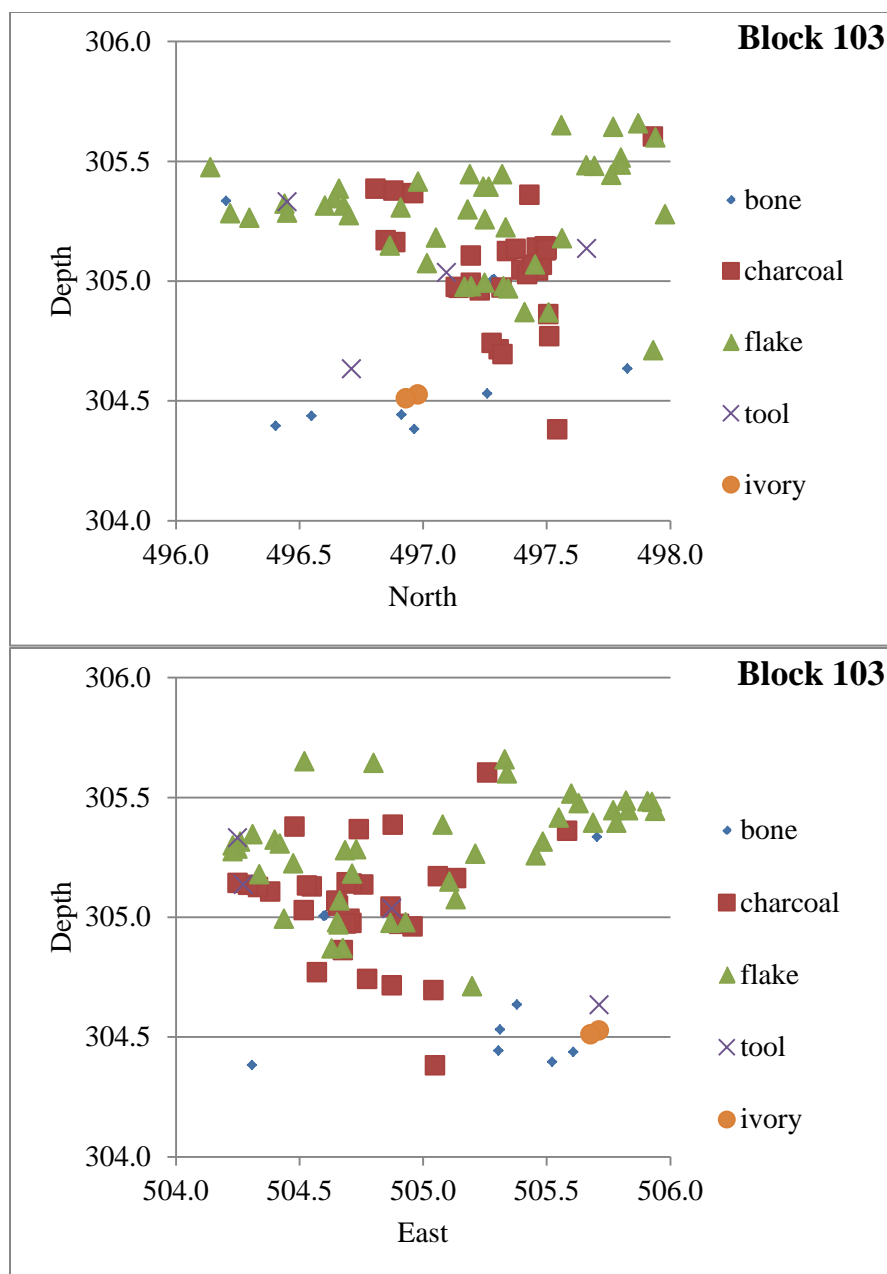 Block 103
306.0
305.5
305.0
304.5
304.0
Depth
496.0 496.5 497.0 497.5 498.0
North
bone
charcoal
flake
tool
ivory
Block 103
306.0
305.5
305.0
304.5
304.0
Depth
504.0 504.5 505.0 505.5 506.0
East
bone
charcoal
flake
tool
ivory